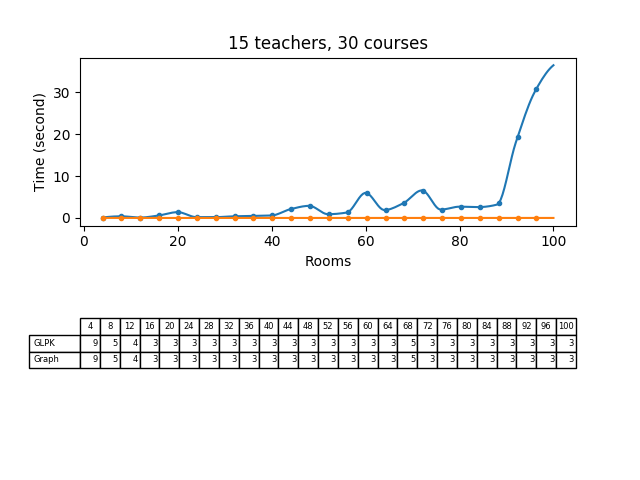 15 teachers, 30 courses
Time (second)
30
20
10
0
0 20 40 60 80 100
Rooms
4 8 12 16 20 24 28 32 36 40 44 48 52 56 60 64 68 72 76 80 84 88 92 96 100
GLPK 9 5 4 3 3 3 3 3 3 3 3 3 3 3 3 3 5 3 3 3 3 3 3 3 3
Graph 9 5 4 3 3 3 3 3 3 3 3 3 3 3 3 3 5 3 3 3 3 3 3 3 3